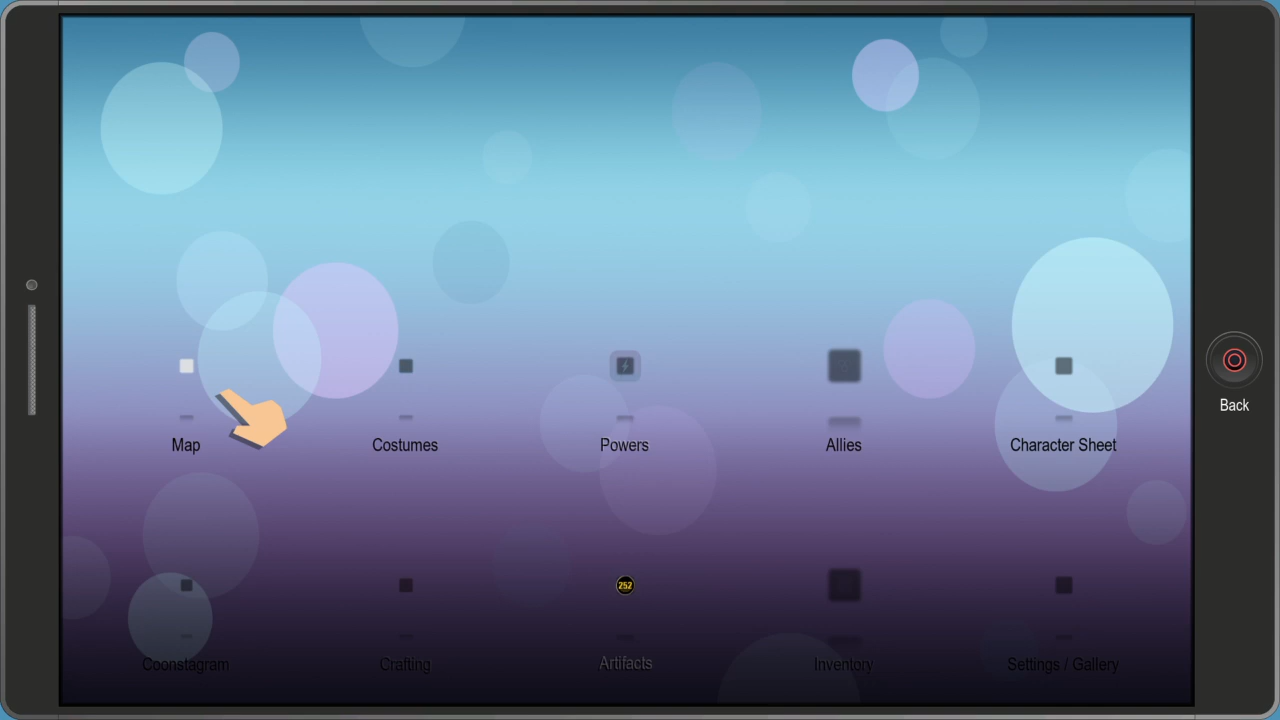 Back
Map
Costumes
Powers
Allies
Character Sheet
252
Coonstagram
Crafting
Artifacts
Inventory
Settings / Gallery